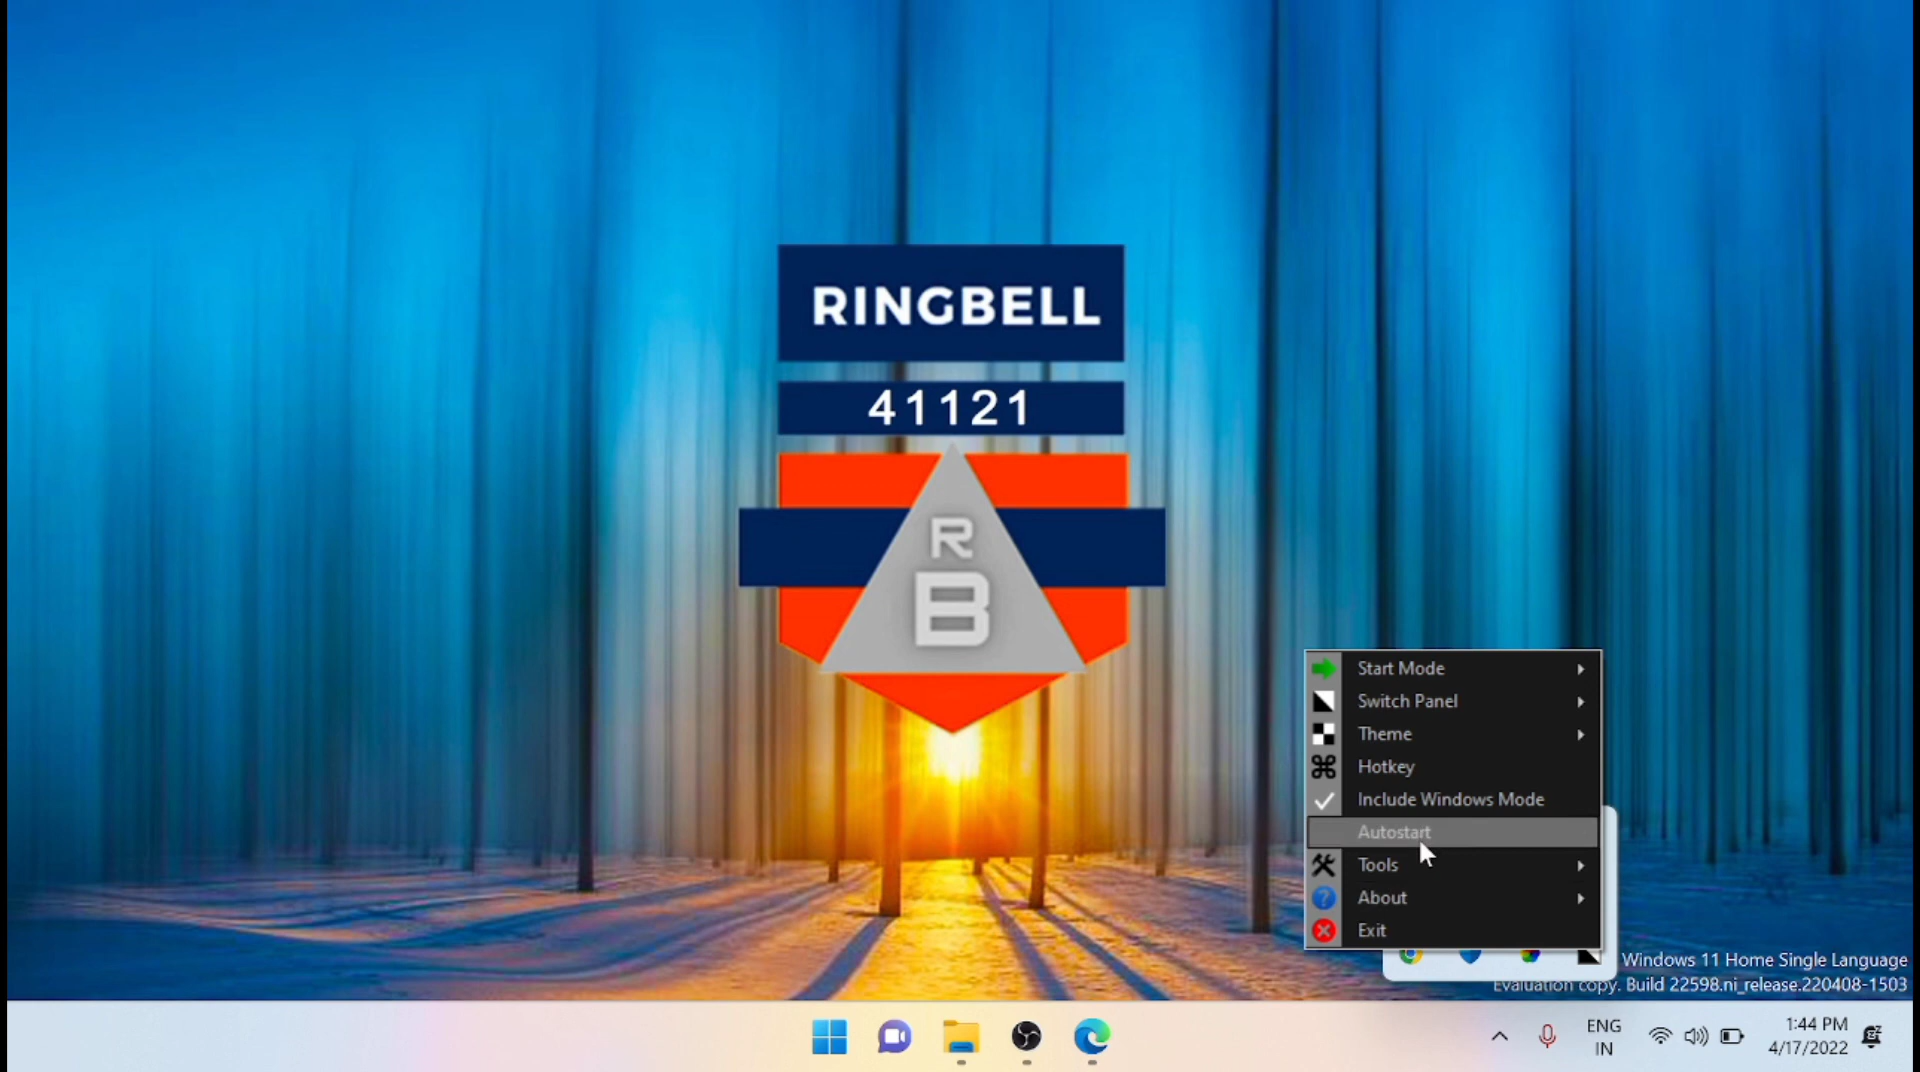 RINGBELL
41121
R
B
Start Mode
Switch Panel
Theme
Hotkey
Include Windows Mode
Autostart
Tools
About
Exit
Windows 11 Home Single Language
Evaluation copy. Build 22598.ni_release.220408-1503
ENG
IN
1:44 PM
4/17/2022